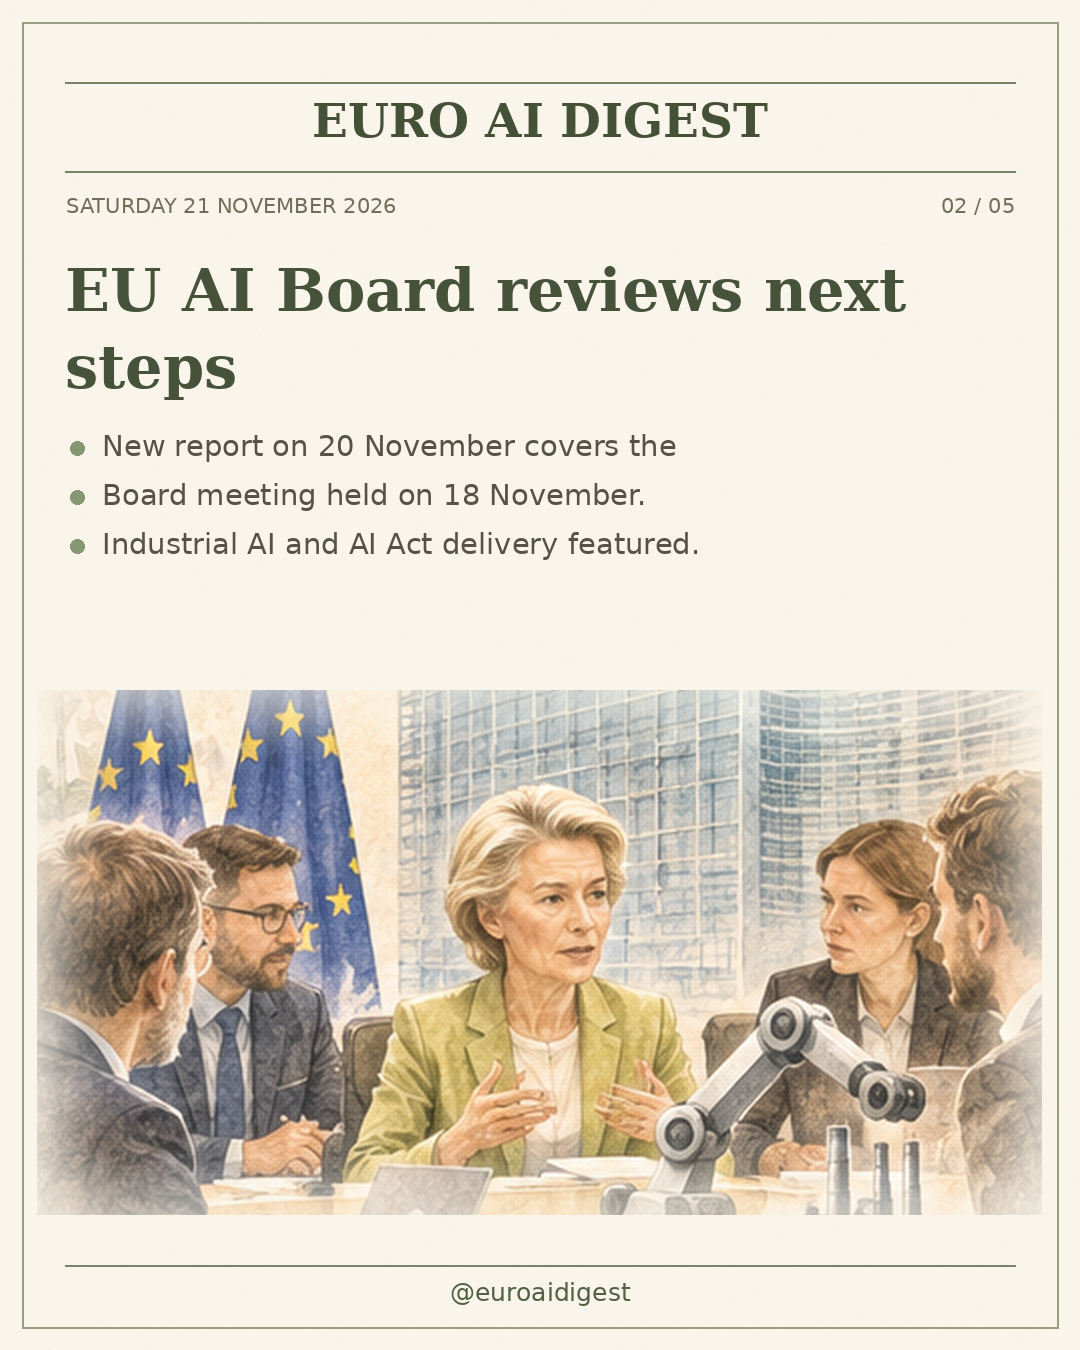 EURO AI DIGEST
SATURDAY 21 NOVEMBER 2026
02 / 05
EU AI Board reviews next
steps
New report on 20 November covers the
Board meeting held on 18 November.
Industrial AI and AI Act delivery featured.
@euroaidigest